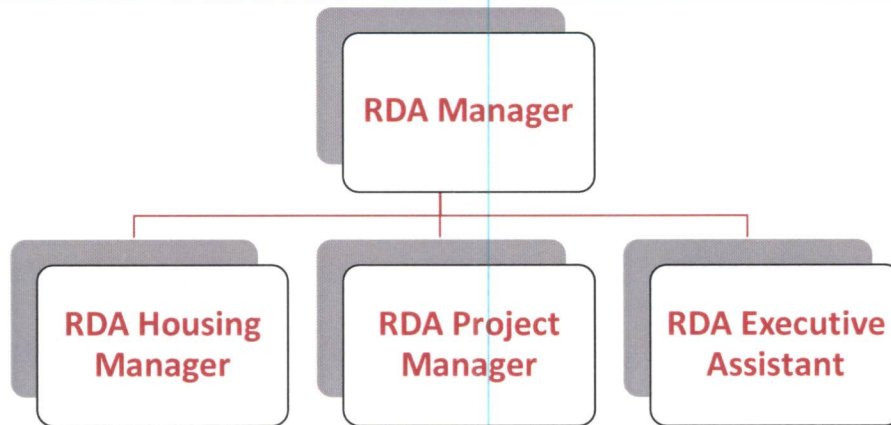 RDA Manager
RDA Housing
Manager
RDA Project
Manager
RDA Executive
Assistant